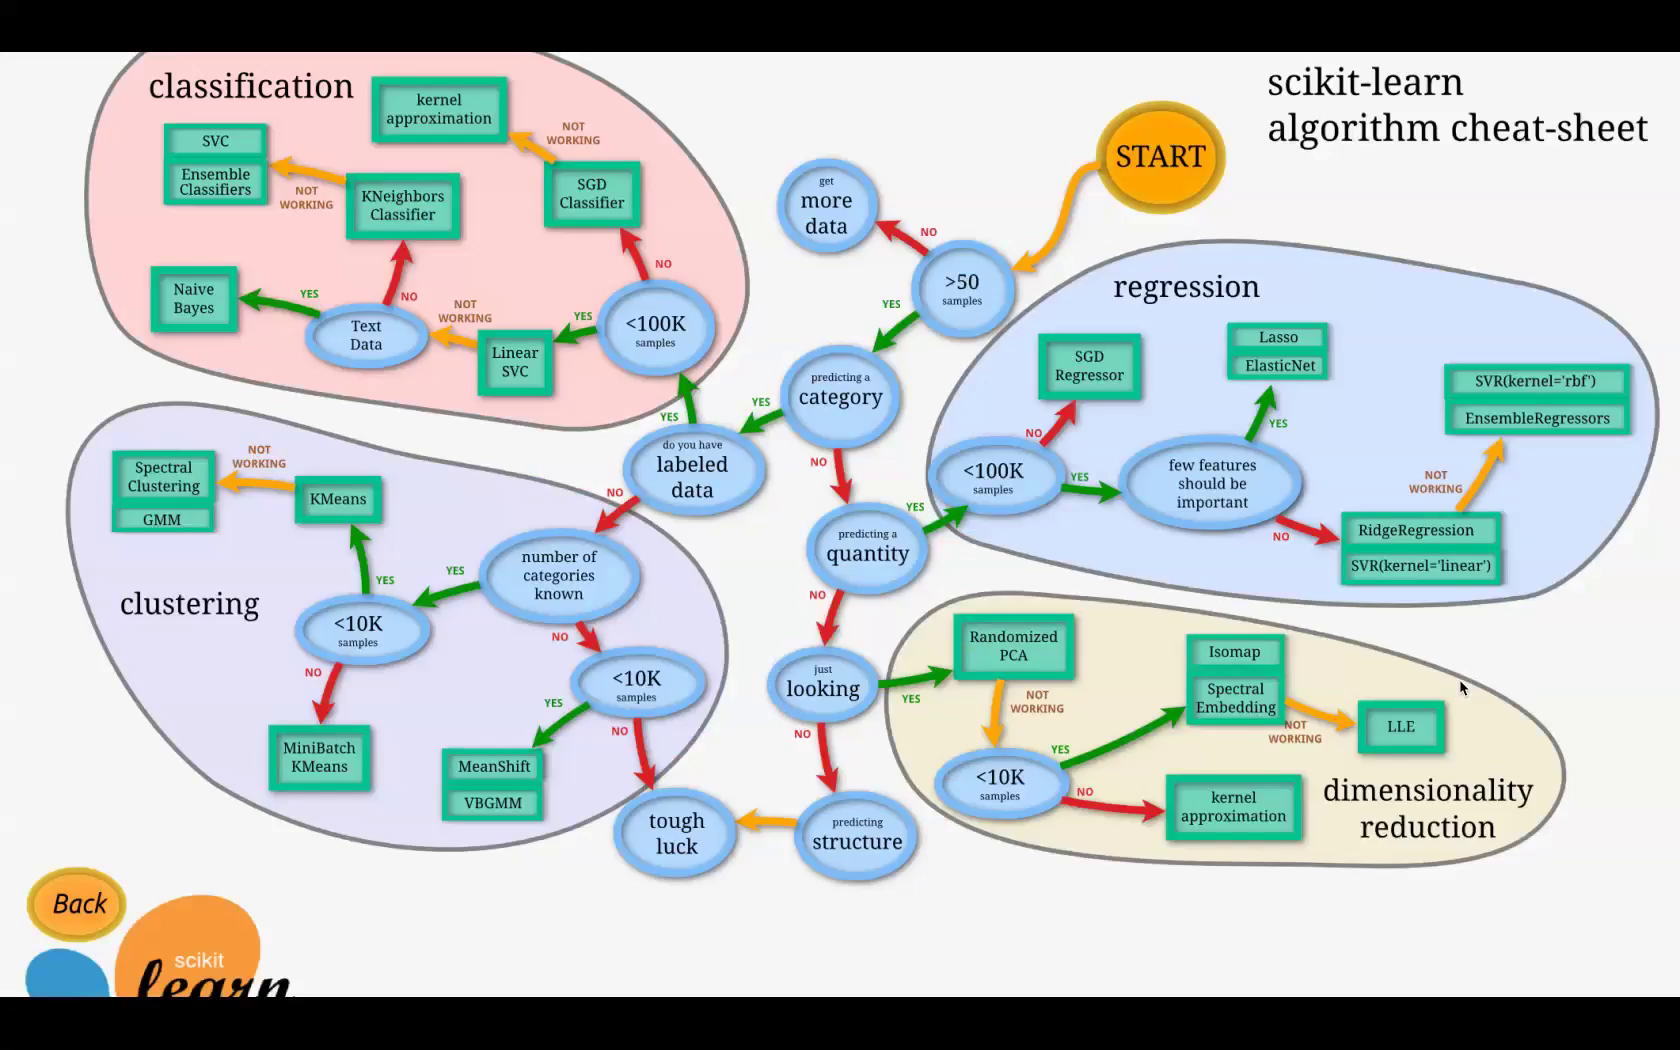 scikit-learn
algorithm cheat-sheet
START
classification
kernel
approximation
NOT
WORKING
SVC
Ensemble
Classifiers
NOT
WORKING
KNeighbors
Classifier
SGD
Classifier
NO
Naive
Bayes
YES
Text
Data
NO
NOT
WORKING
Linear
SVC
YES
<100K
samples
YES
get
more
data
NO
>50
samples
YES
predicting a
category
YES
do you have
labeled
data
NO
NO
predicting a
quantity
YES
NO
just
looking
YES
NO
predicting
structure
tough
luck
regression
SGD
Regressor
NO
<100K
samples
YES
Lasso
ElasticNet
YES
few features
should be
important
NO
SVR(kernel='rbf')
EnsembleRegressors
NOT
WORKING
RidgeRegression
SVR(kernel='linear')
clustering
Spectral
Clustering
GMM
NOT
WORKING
KMeans
YES
number of
categories
known
YES
<10K
samples
NO
NO
MiniBatch
KMeans
<10K
samples
YES
NO
MeanShift
VBGMM
dimensionality
reduction
Randomized
PCA
NOT
WORKING
<10K
samples
YES
NO
Isomap
Spectral
Embedding
NOT
WORKING
LLE
kernel
approximation
Back
scikit
learn